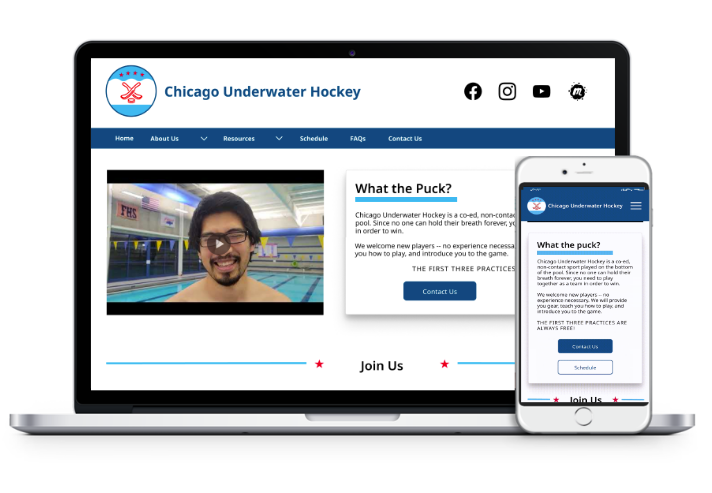 Chicago Underwater Hockey
Home About Us Resources Schedule FAQs Contact Us
FHS
What the Puck?
Chicago Underwater Hockey is a co-ed, non-contac
pool. Since no one can hold their breath forever, yo
in order to win.
We welcome new players -- no experience necessa
you how to play, and introduce you to the game.
THE FIRST THREE PRACTICES
Contact Us
Join Us
Chicago Underwater Hockey
What the puck?
Chicago Underwater Hockey is a co-ed,
non-contact sport played on the bottom
of the pool. Since no one can hold their
breath forever, you need to play
together as a team in order to win.
We welcome new players -- no
experience necessary. We will provide
you gear, teach you how to play, and
introduce you to the game.
THE FIRST THREE PRACTICES ARE
ALWAYS FREE!
Contact Us
Schedule
Join Us